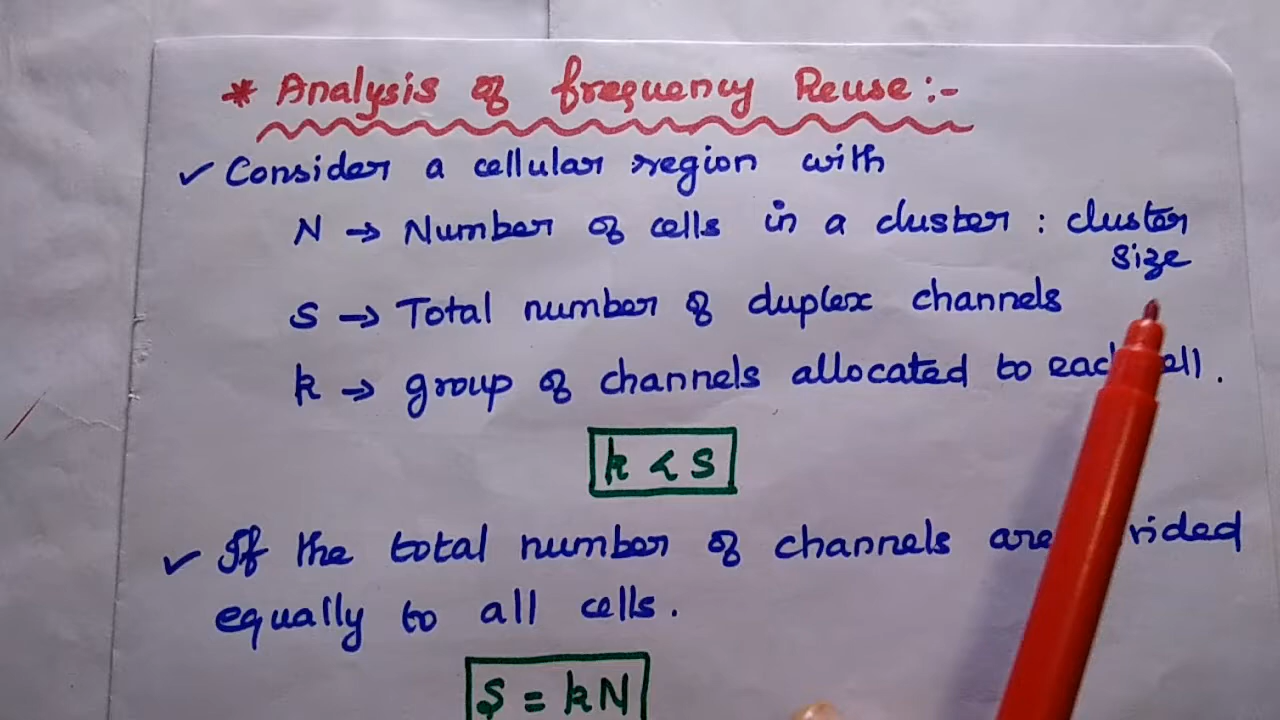 * Analysis of frequency Reuse:-
✓ Consider a cellular region with
N → Number of cells in a cluster : cluster
size
S → Total number of duplex channels
k → group of channels allocated to each cell.
k < S
✓ If the total number of channels are
equally to all cells.
S = kN